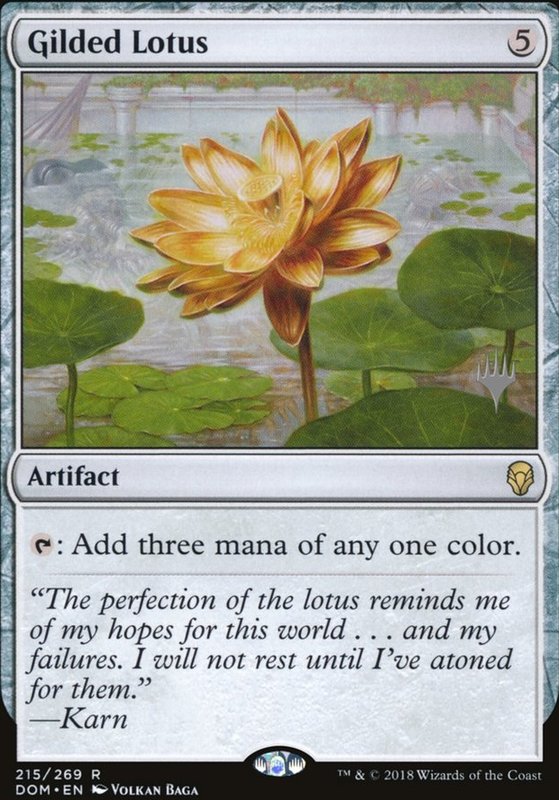 Gilded Lotus 5
Artifact
: Add three mana of any one color.
“The perfection of the lotus reminds me
of my hopes for this world . . . and my
failures. I will not rest until I've atoned
for them.”
—Karn
215/269 R
DOM • EN VOLKAN BAGA
™ & © 2018 Wizards of the Coast